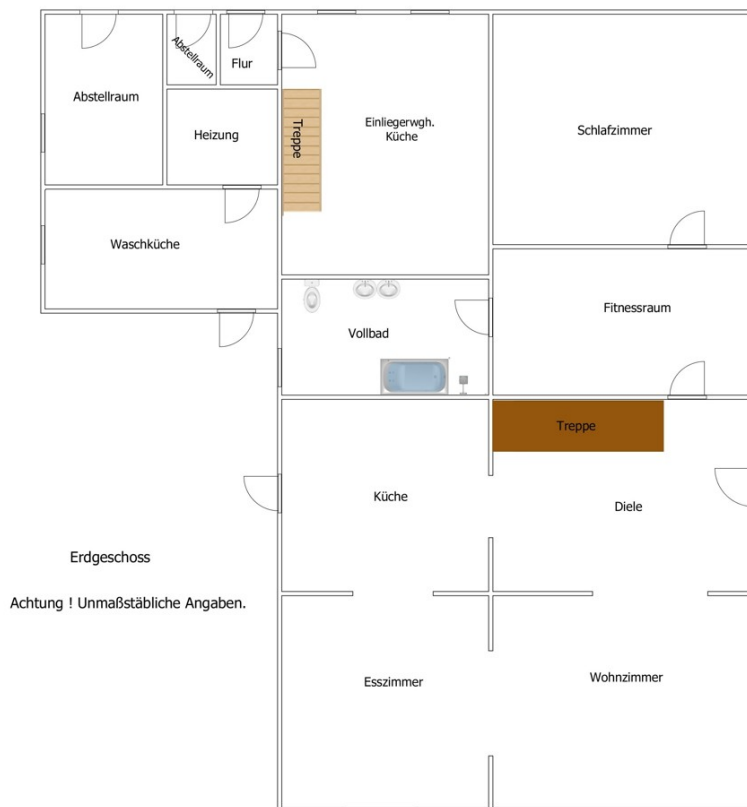 Abstellraum
Abstellraum
Flur
Heizung
Treppe
Einliegerwgh.
Küche
Schlafzimmer
Waschküche
Vollbad
Fitnessraum
Treppe
Küche
Diele
Erdgeschoss
Achtung ! Unmaßstäbliche Angaben.
Esszimmer
Wohnzimmer